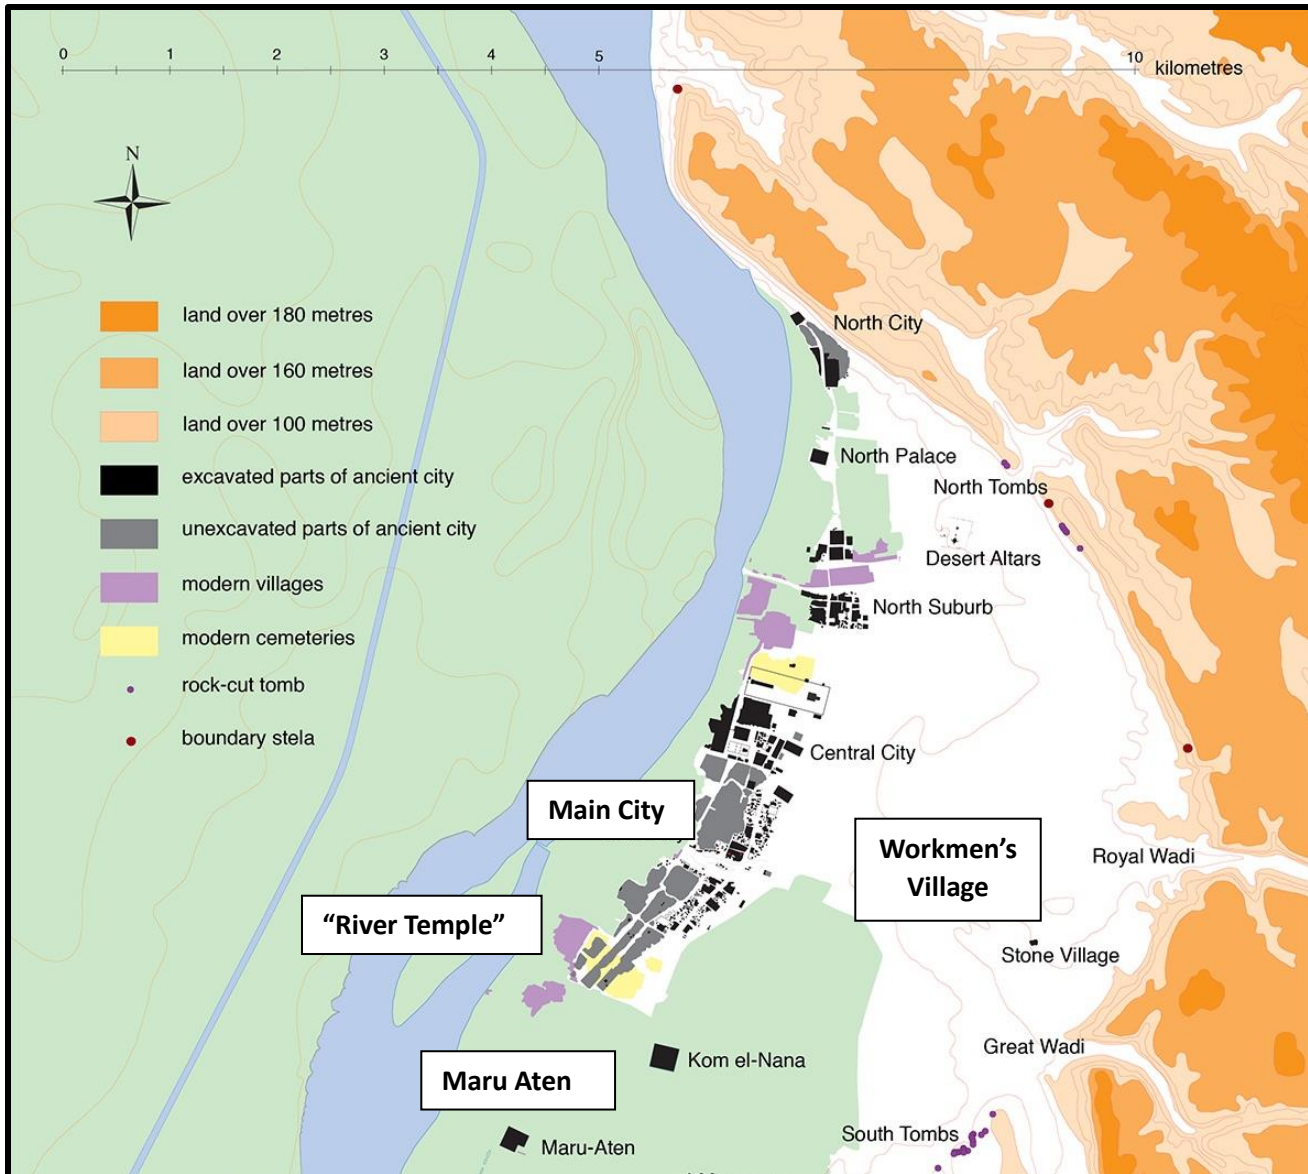 0 1 2 3 4 5 10 kilometres
N
land over 180 metres
land over 160 metres
land over 100 metres
excavated parts of ancient city
unexcavated parts of ancient city
modern villages
modern cemeteries
rock-cut tomb
boundary stela
North City
North Palace
North Tombs
Desert Altars
North Suburb
Central City
Main City
Workmen’s
Village
Royal Wadi
“River Temple”
Stone Village
Great Wadi
Kom el-Nana
Maru Aten
South Tombs
Maru-Aten